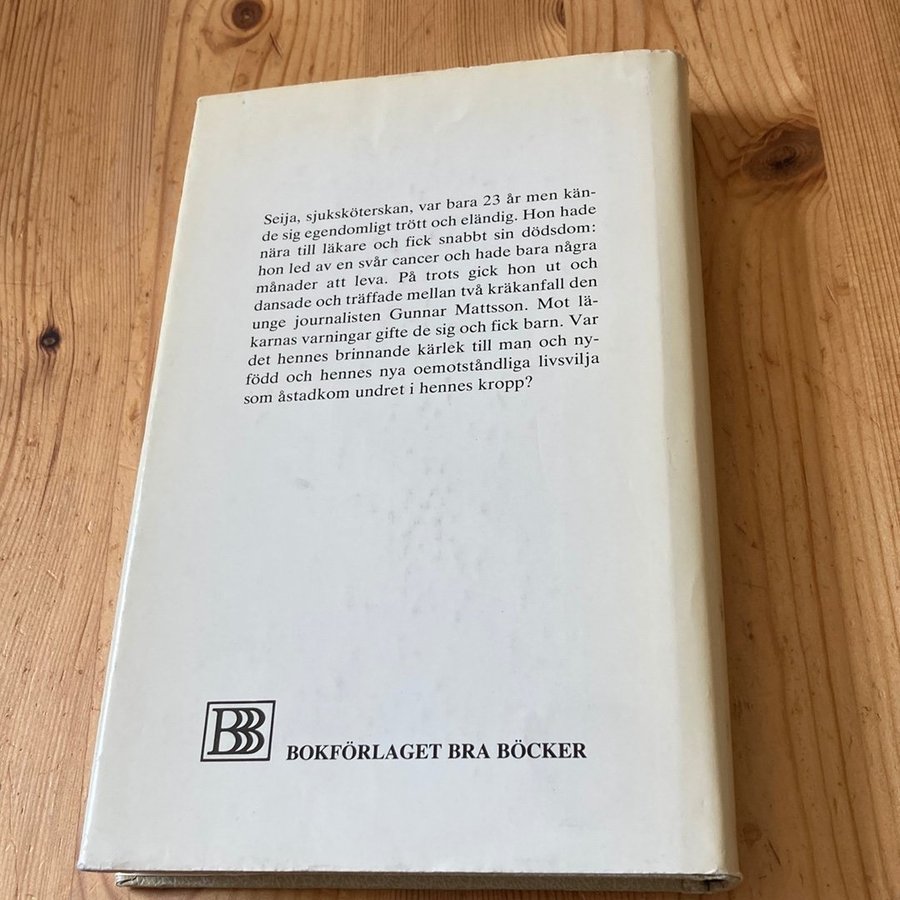 Seija, sjuksköterskan, var bara 23 år men kän-
de sig egendomligt trött och eländig. Hon hade
nära till läkare och fick snabbt sin dödsdom:
hon led av en svår cancer och hade bara några
månader att leva. På trots gick hon ut och
dansade och träffade mellan två kräkanfall den
unge journalisten Gunnar Mattsson. Mot lä-
karnas varningar gifte de sig och fick barn. Var
det hennes brinnande kärlek till man och ny-
född och hennes nya oemotståndliga livsvilja
som åstadkom undret i hennes kropp?
BBB
BOKFÖRLAGET BRA BÖCKER